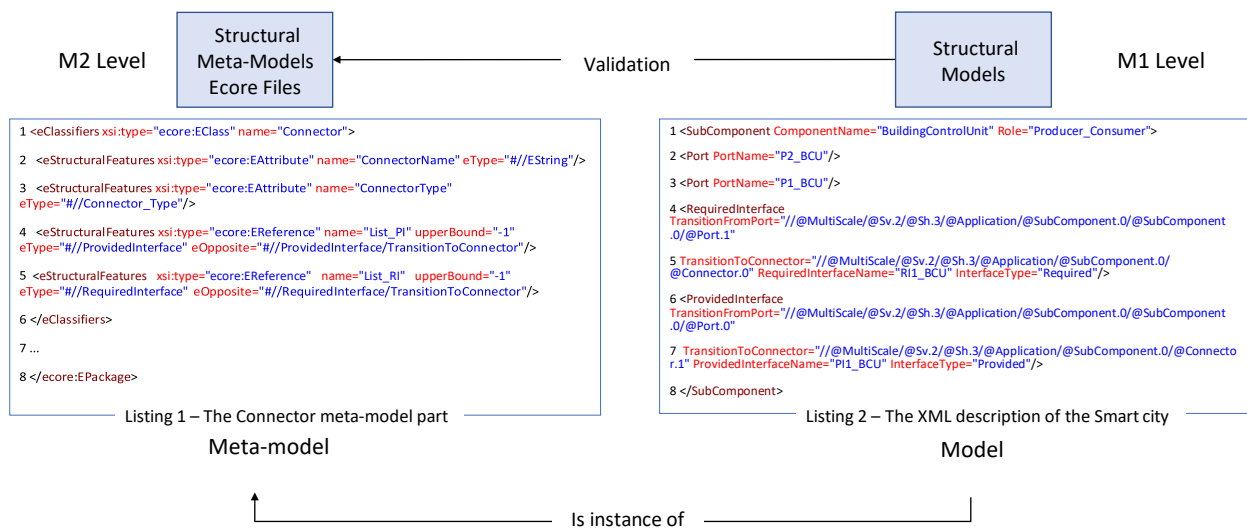 M2 Level
Structural
Meta-Models
Ecore Files
Validation
Structural
Models
M1 Level
1 <eClassifiers xsi:type="ecore:EClass" name="Connector">
2 <eStructuralFeatures xsi:type="ecore:EAttribute" name="ConnectorName" eType="#//EString"/>
3 <eStructuralFeatures xsi:type="ecore:EAttribute" name="ConnectorType"
eType="#//Connector_Type"/>
4 <eStructuralFeatures xsi:type="ecore:EReference" name="List_PI" upperBound="-1"
eType="#//ProvidedInterface" eOpposite="#//ProvidedInterface/TransitionToConnector"/>
5 <eStructuralFeatures xsi:type="ecore:EReference" name="List_RI" upperBound="-1"
eType="#//RequiredInterface" eOpposite="#//RequiredInterface/TransitionToConnector"/>
6 </eClassifiers>
7 ...
8 </ecore:EPackage>
Listing 1 – The Connector meta-model part
Meta-model
1 <SubComponent ComponentName="BuildingControlUnit" Role="Producer_Consumer">
2 <Port PortName="P2_BCU"/>
3 <Port PortName="P1_BCU"/>
4 <RequiredInterface
TransitionFromPort="//@MultiScale/@Sv.2/@Sh.3/@Application/@SubComponent.0/@SubComponent
.0/@Port.1"
5 TransitionToConnector="//@MultiScale/@Sv.2/@Sh.3/@Application/@SubComponent.0/
@Connector.0" RequiredInterfaceName="RI1_BCU" InterfaceType="Required"/>
6 <ProvidedInterface
TransitionFromPort="//@MultiScale/@Sv.2/@Sh.3/@Application/@SubComponent.0/@SubComponent
.0/@Port.0"
7 TransitionToConnector="//@MultiScale/@Sv.2/@Sh.3/@Application/@SubComponent.0/@Connecto
r.1" ProvidedInterfaceName="PI1_BCU" InterfaceType="Provided"/>
8 </SubComponent>
Listing 2 – The XML description of the Smart city
Model
Is instance of